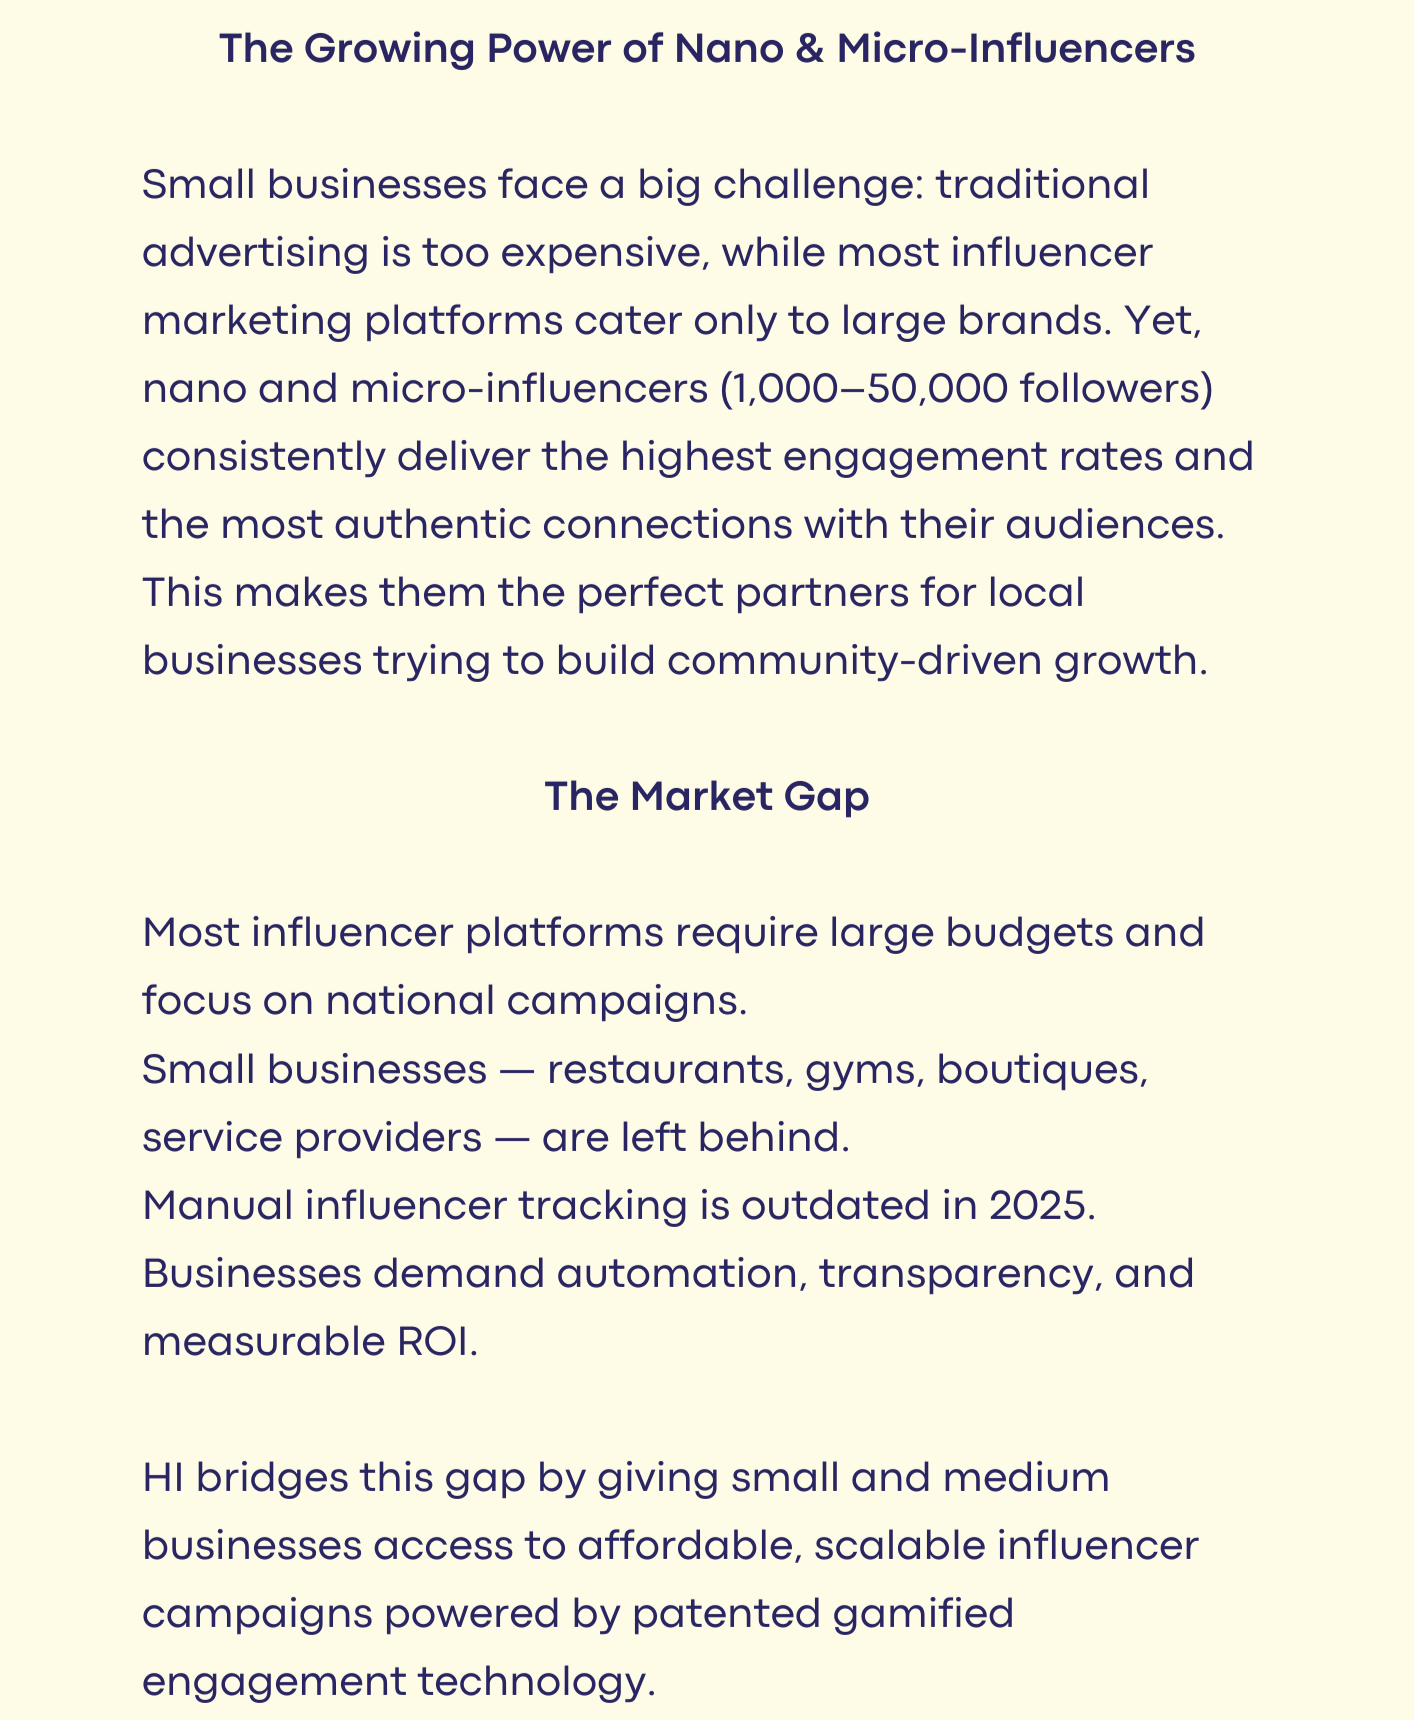 The Growing Power of Nano & Micro-Influencers
Small businesses face a big challenge: traditional
advertising is too expensive, while most influencer
marketing platforms cater only to large brands. Yet,
nano and micro-influencers (1,000–50,000 followers)
consistently deliver the highest engagement rates and
the most authentic connections with their audiences.
This makes them the perfect partners for local
businesses trying to build community-driven growth.
The Market Gap
Most influencer platforms require large budgets and
focus on national campaigns.
Small businesses — restaurants, gyms, boutiques,
service providers — are left behind.
Manual influencer tracking is outdated in 2025.
Businesses demand automation, transparency, and
measurable ROI.
HI bridges this gap by giving small and medium
businesses access to affordable, scalable influencer
campaigns powered by patented gamified
engagement technology.